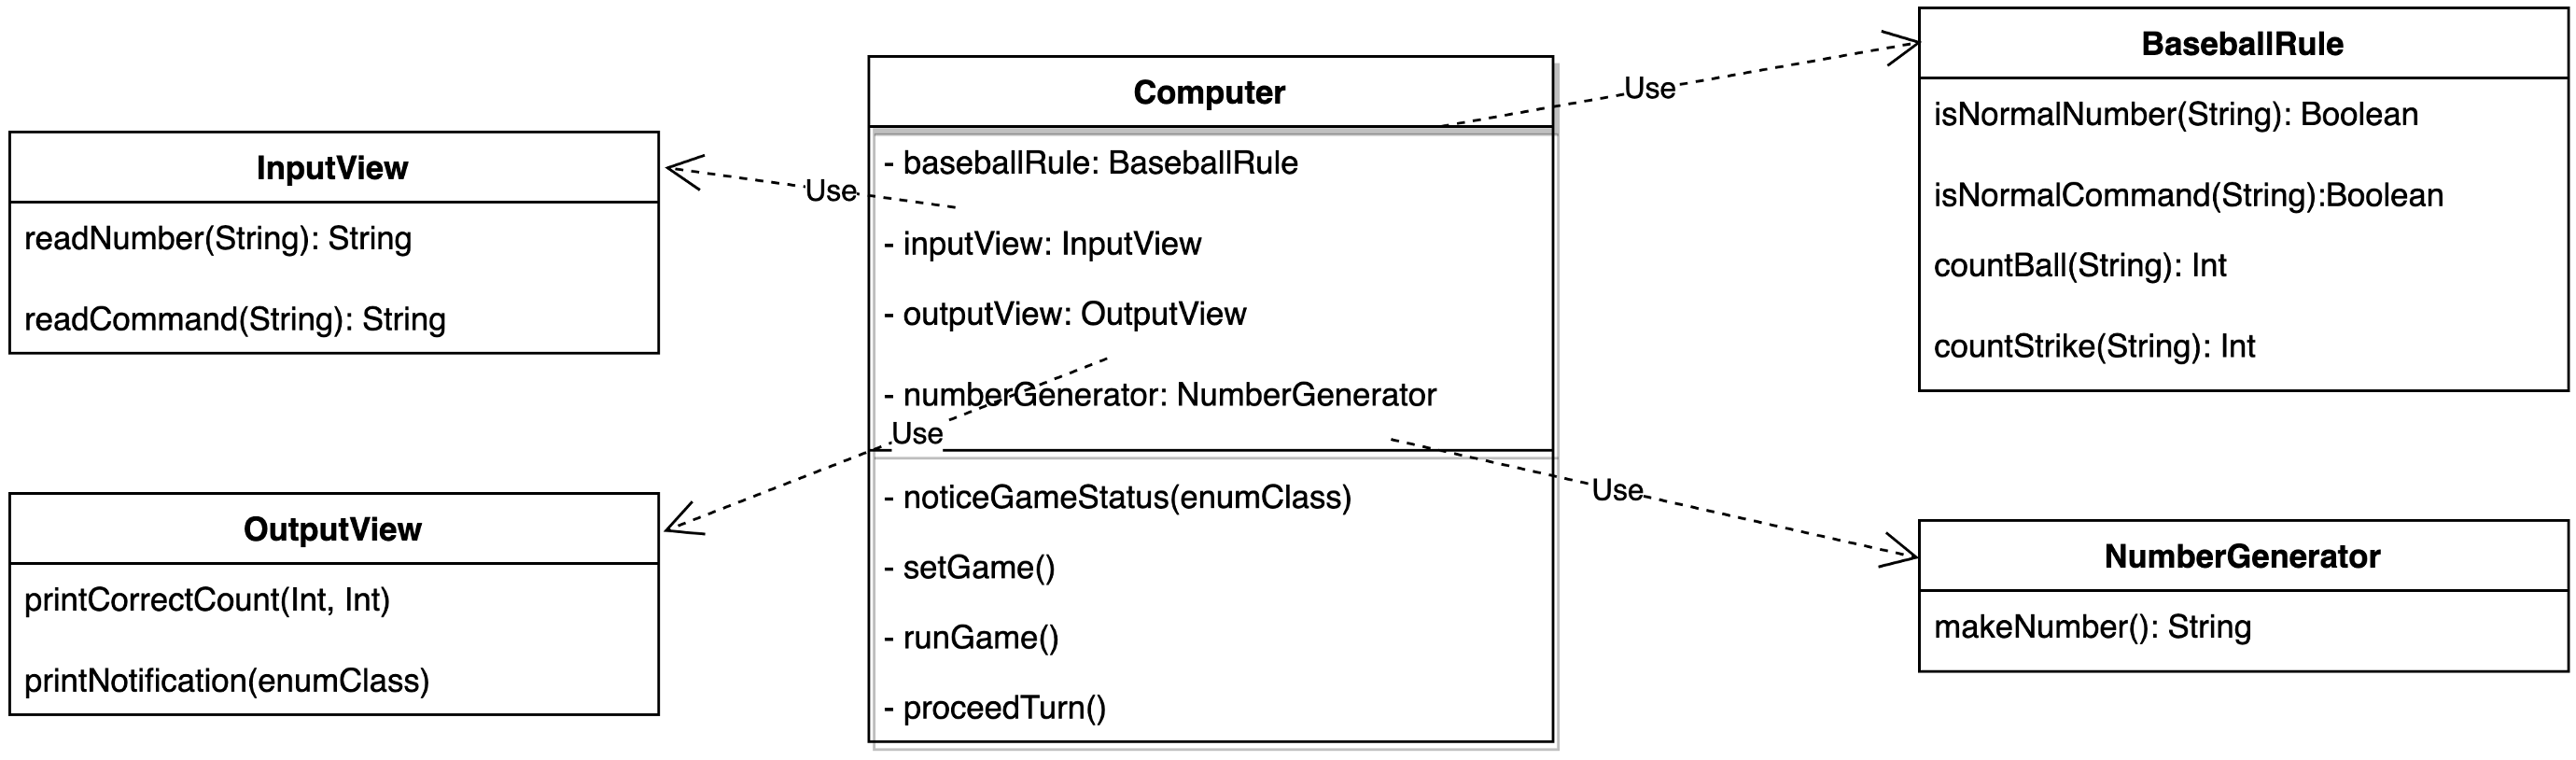 InputView
readNumber(String): String
readCommand(String): String
OutputView
printCorrectCount(Int, Int)
printNotification(enumClass)
Use
Use
Computer
- baseballRule: BaseballRule
- inputView: InputView
- outputView: OutputView
- numberGenerator: NumberGenerator
- noticeGameStatus(enumClass)
- setGame()
- runGame()
- proceedTurn()
Use
Use
BaseballRule
isNormalNumber(String): Boolean
isNormalCommand(String):Boolean
countBall(String): Int
countStrike(String): Int
NumberGenerator
makeNumber(): String